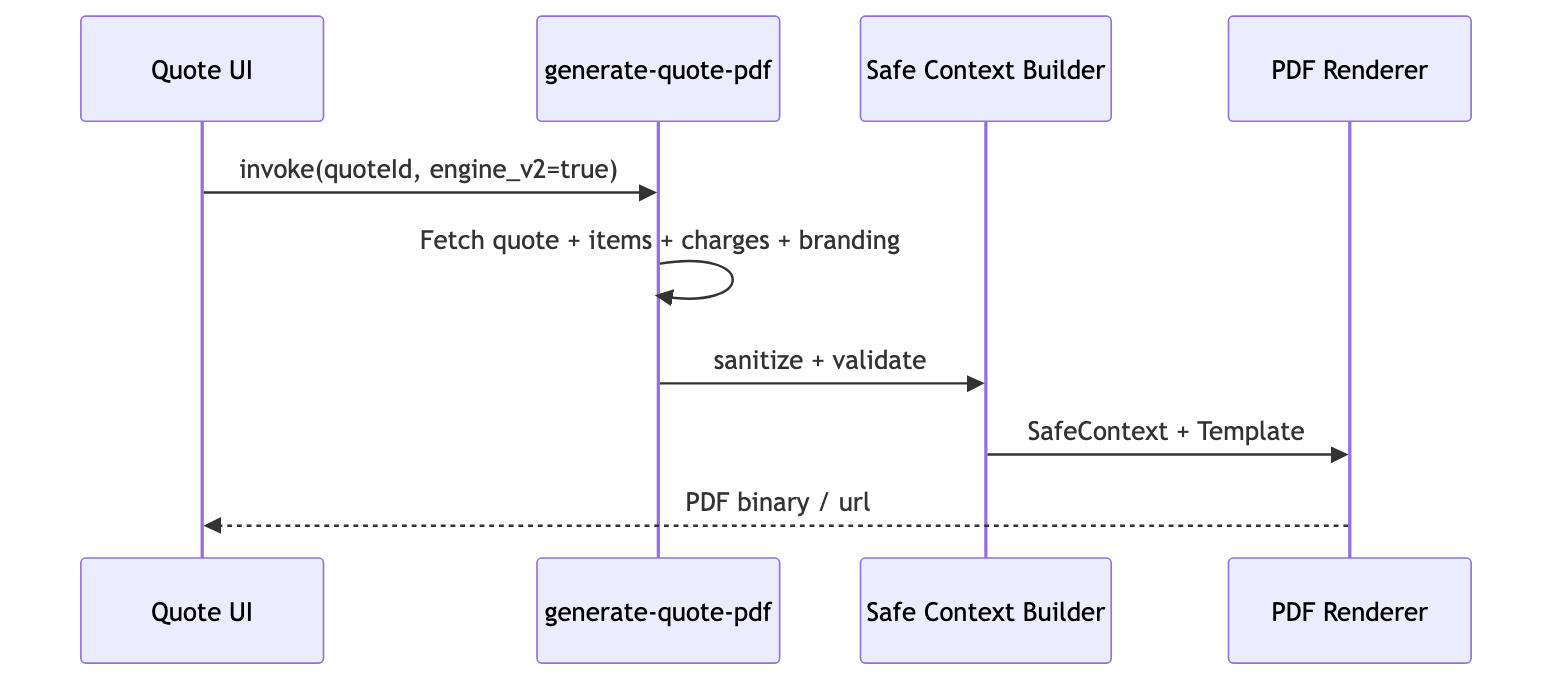 Quote UI
generate-quote-pdf
Safe Context Builder
PDF Renderer
invoke(quoteId, engine_v2=true)
Fetch quote + items + charges + branding
sanitize + validate
SafeContext + Template
PDF binary / url
Quote UI
generate-quote-pdf
Safe Context Builder
PDF Renderer